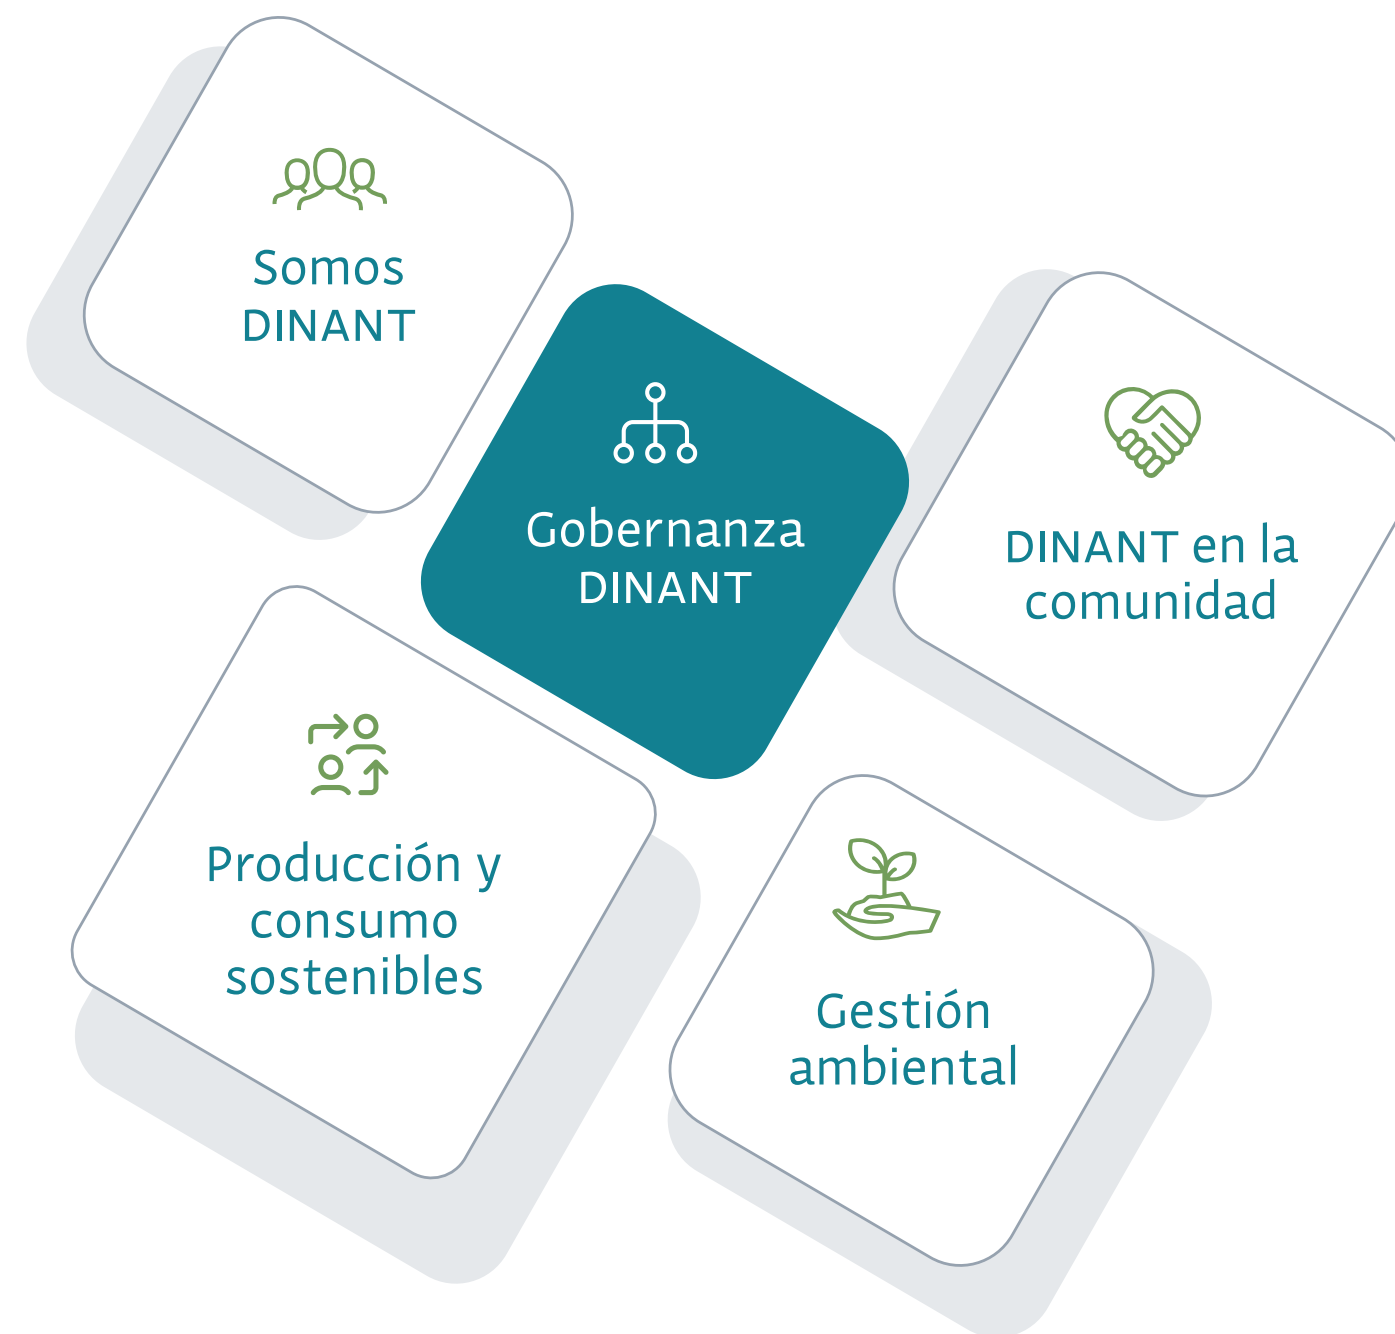 Somos
DINANT
Gobernanza
DINANT
DINANT en la
comunidad
Producción y
consumo
sostenibles
Gestión
ambiental